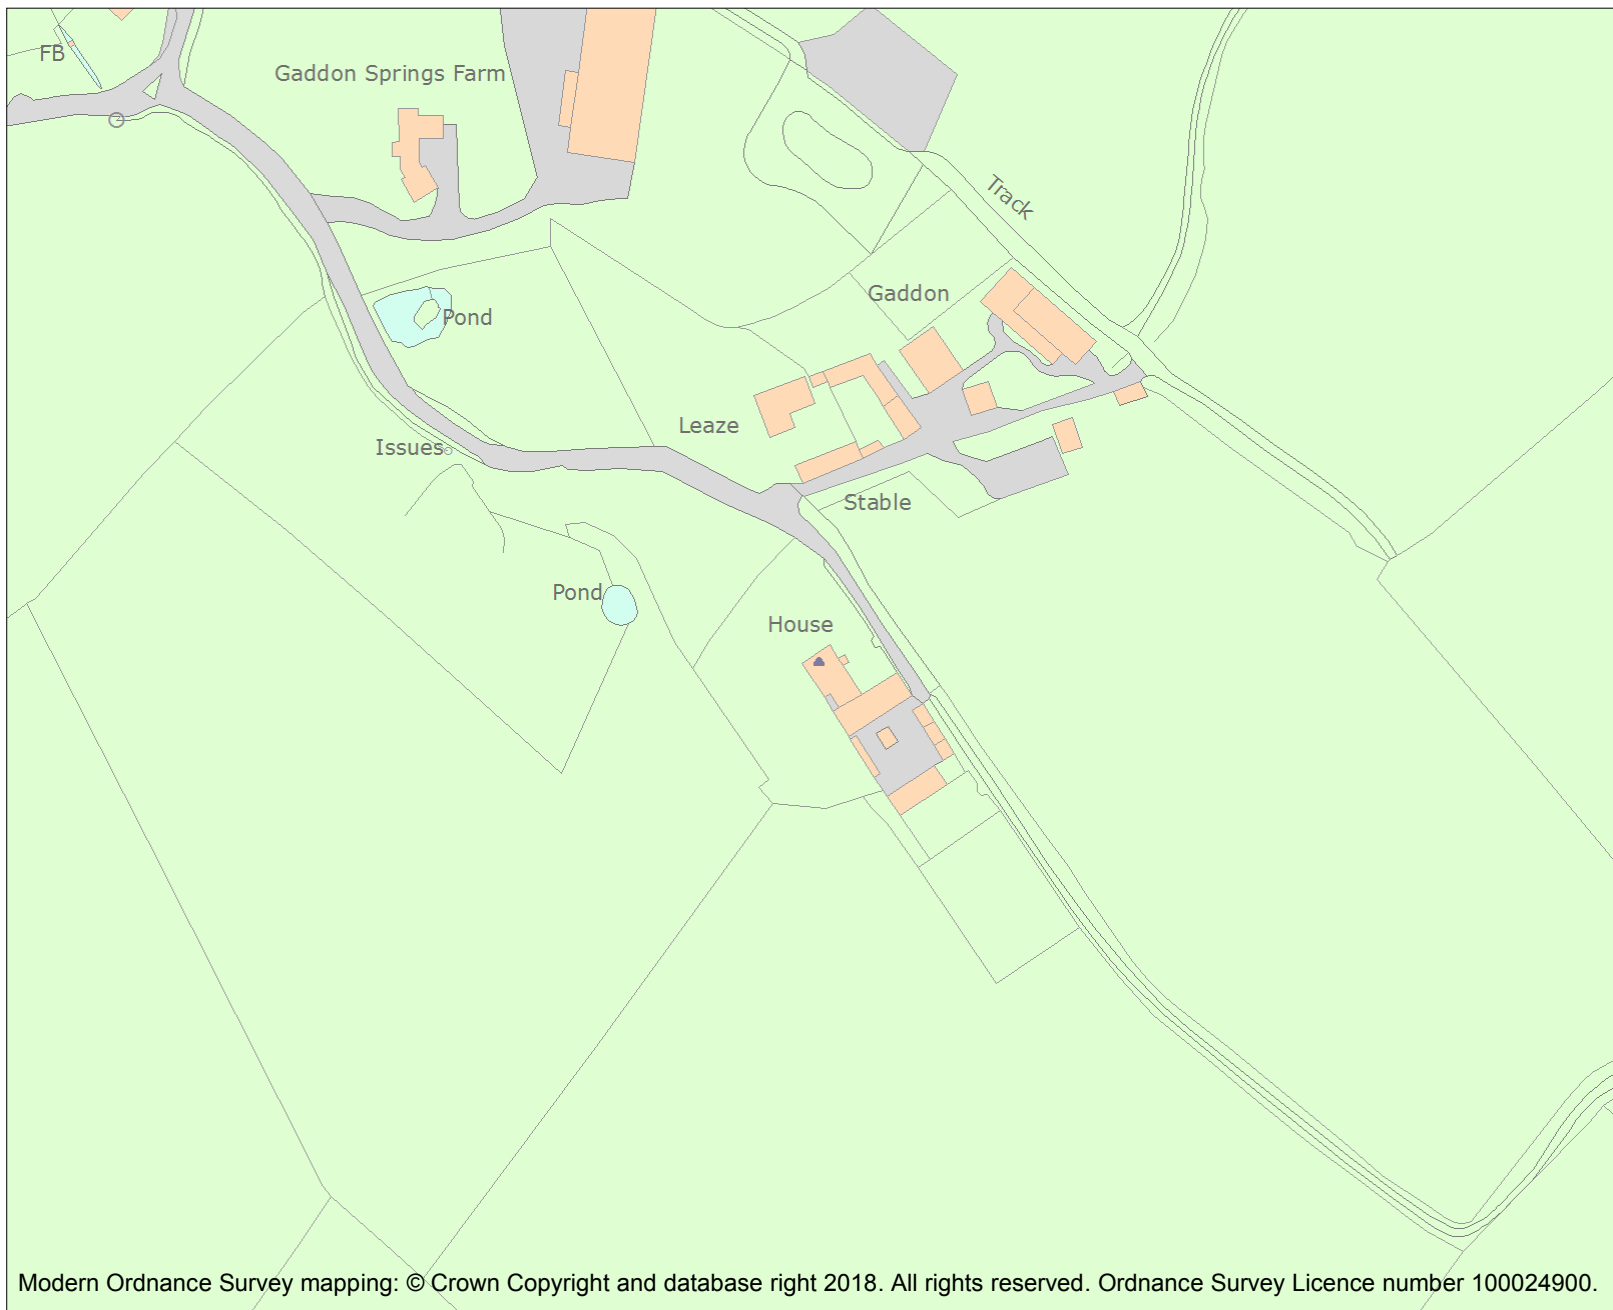 FB
Gaddon Springs Farm
Track
Gaddon
Pond
Leaze
Issues
Stable
Pond
House
Modern Ordnance Survey mapping: © Crown Copyright and database right 2018. All rights reserved. Ordnance Survey Licence number 100024900.